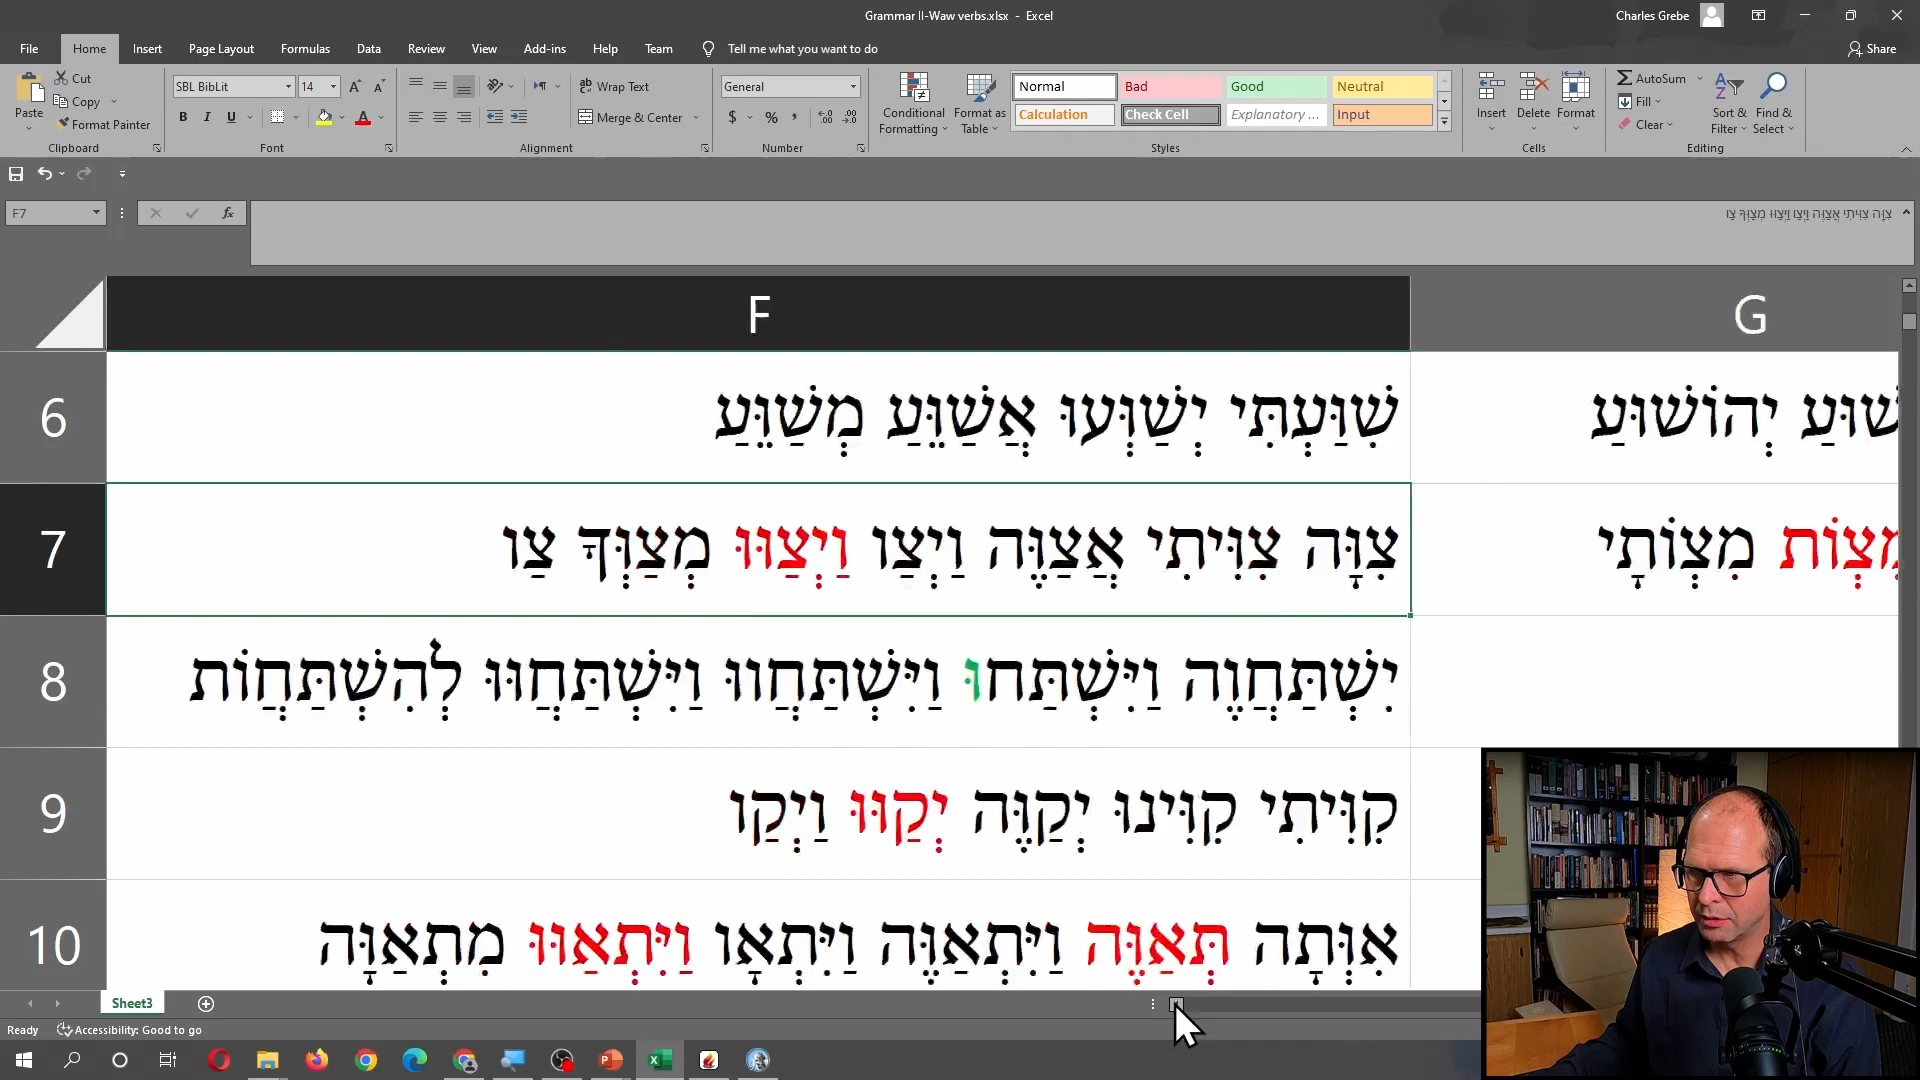 Grammar II-Waw verbs.xlsx - Excel
Charles Grebe
File Home Insert Page Layout Formulas Data Review View Add-ins Help Team Tell me what you want to do Share
Paste Cut Copy Format Painter Clipboard
SBL BibLit 14 B I U A Font
Wrap Text Merge & Center Alignment
General $ % , Number
Conditional Formatting Format as Table
Normal Bad Good Neutral
Calculation Check Cell Explanatory ... Input
Styles
Insert Delete Format Cells
AutoSum Fill Clear Sort & Filter Find & Select Editing
F7 fx צִוָּה צִוִּיתִי אֲצַוֶּה וַיְצַו וַיְצַוּוּ מְצַוְּךָ צַו
F G
6 שִׁוַּעְתִּי יְשַׁוְּעוּ אֲשַׁוֵּעַ מְשַׁוֵּעַ
יְהוֹשׁוּעַ
7 צִוָּה צִוִּיתִי אֲצַוֶּה וַיְצַו וַיְצַוּוּ מְצַוְּךָ צַו
מִצְוֹתָי
8 יִשְׁתַּחֲוֶה וַיִּשְׁתַּחוּ וַיִּשְׁתַּחֲווּ וַיִּשְׁתַּחֲוּוּ לְהִשְׁתַּחֲוֹת
9 קִוִּיתִי קִוִּינוּ יְקַוֶּה יְקַוּוּ וַיְקַו
10 אִוְּתָה תְּאַוֶּה וַיִּתְאַוֶּה וַיִּתְאָו וַיִּתְאַוּוּ מִתְאַוָּה
Sheet3
Ready Accessibility: Good to go